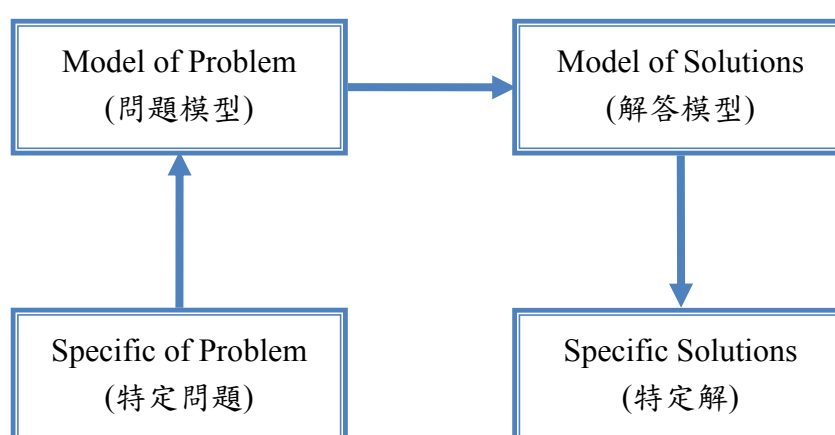 Model of Problem
(問題模型)
Model of Solutions
(解答模型)
Specific of Problem
(特定問題)
Specific Solutions
(特定解)